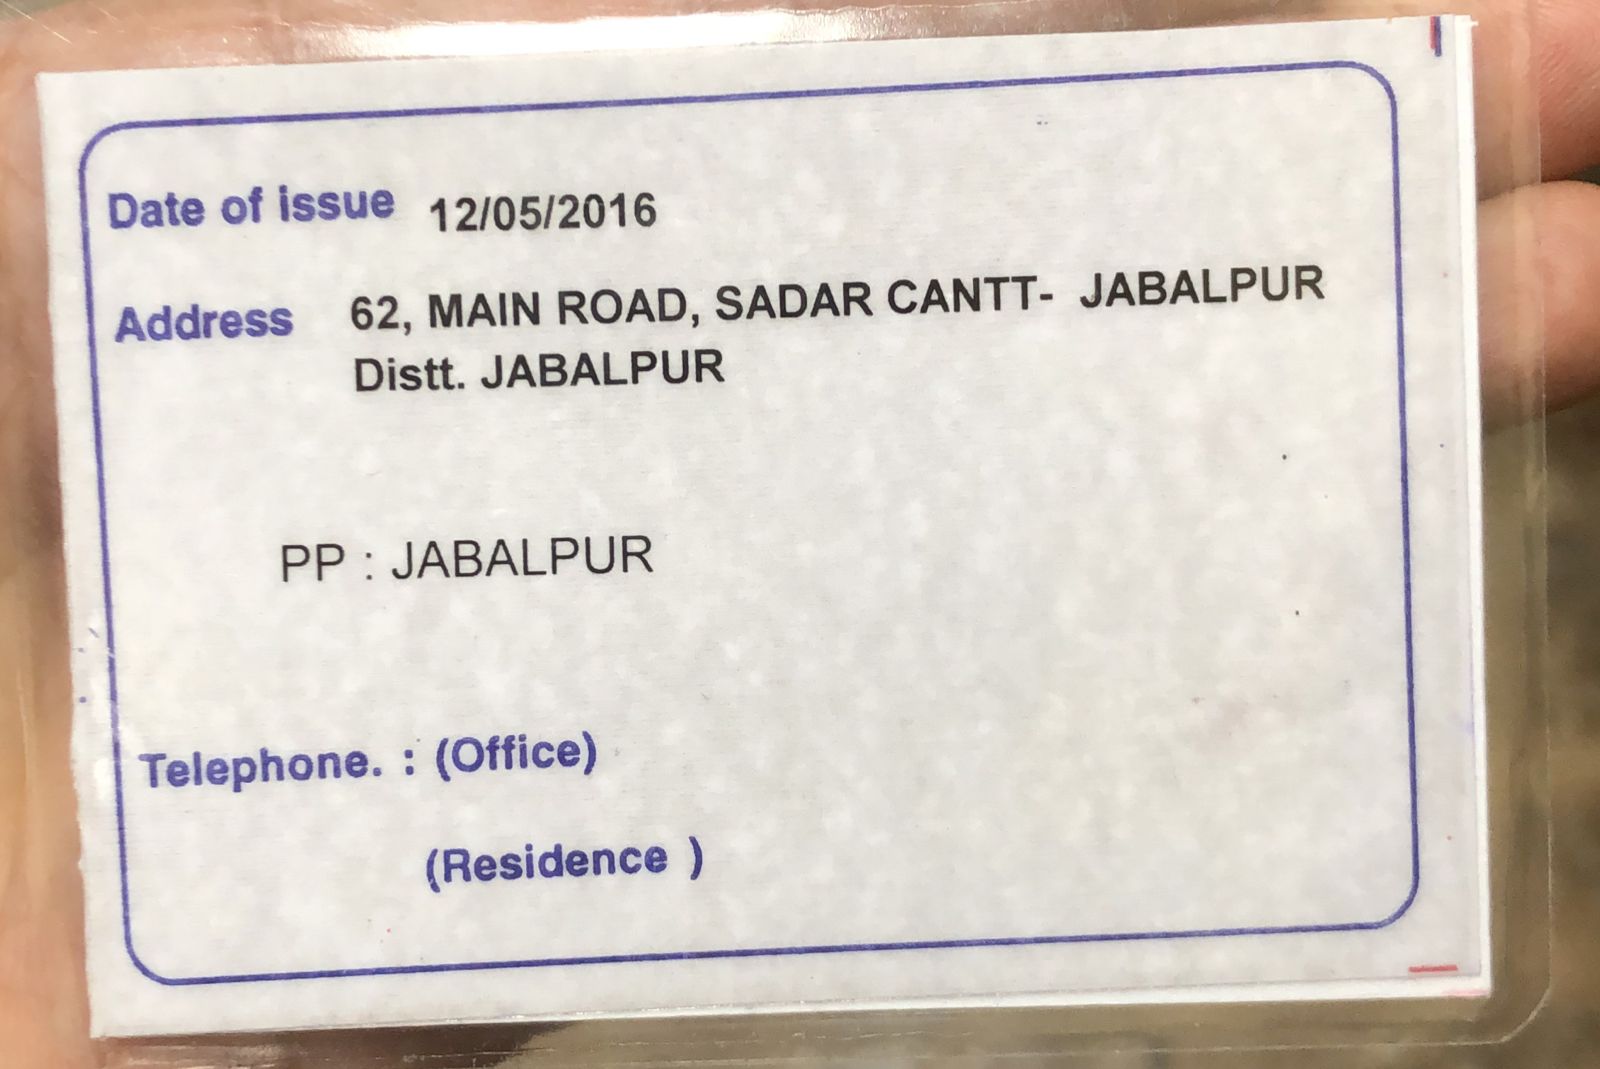 Date of issue 12/05/2016
Address 62, MAIN ROAD, SADAR CANTT- JABALPUR
Distt. JABALPUR
PP : JABALPUR
Telephone. : (Office)
(Residence )